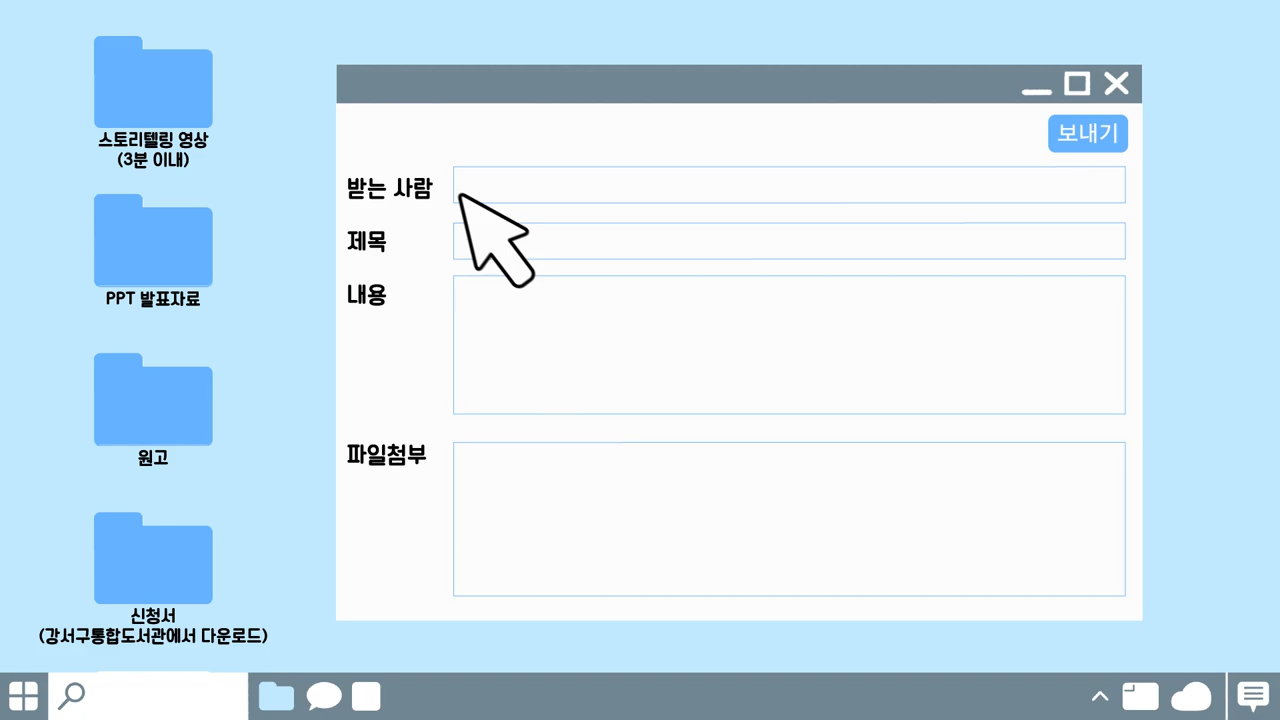 스토리텔링 영상
(3분 이내)
PPT 발표자료
원고
신청서
(강서구통합도서관에서 다운로드)
보내기
받는 사람
제목
내용
파일첨부